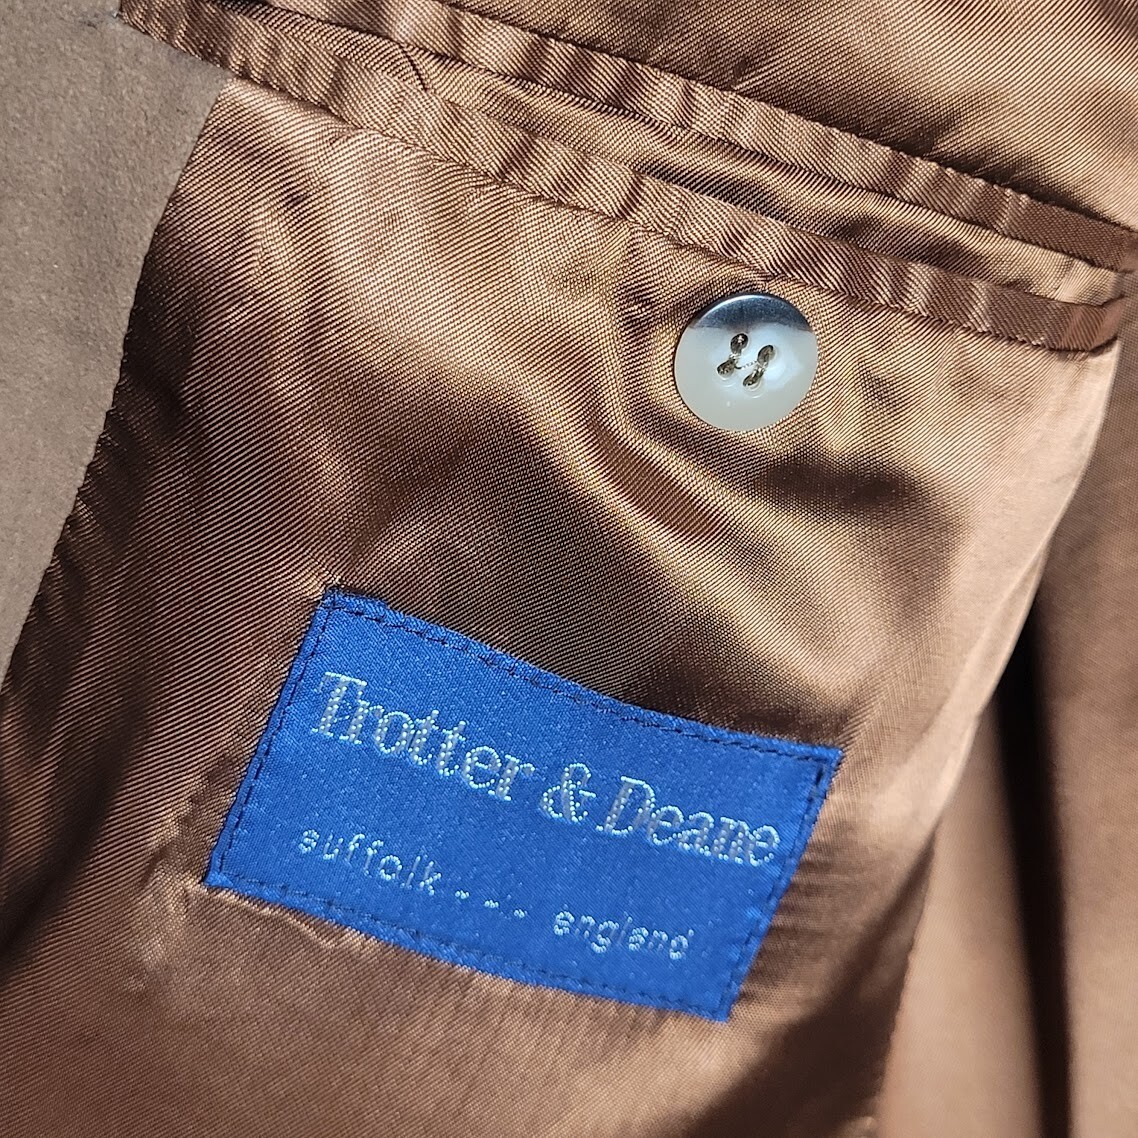 Trotter & Deane
suffolk.... england